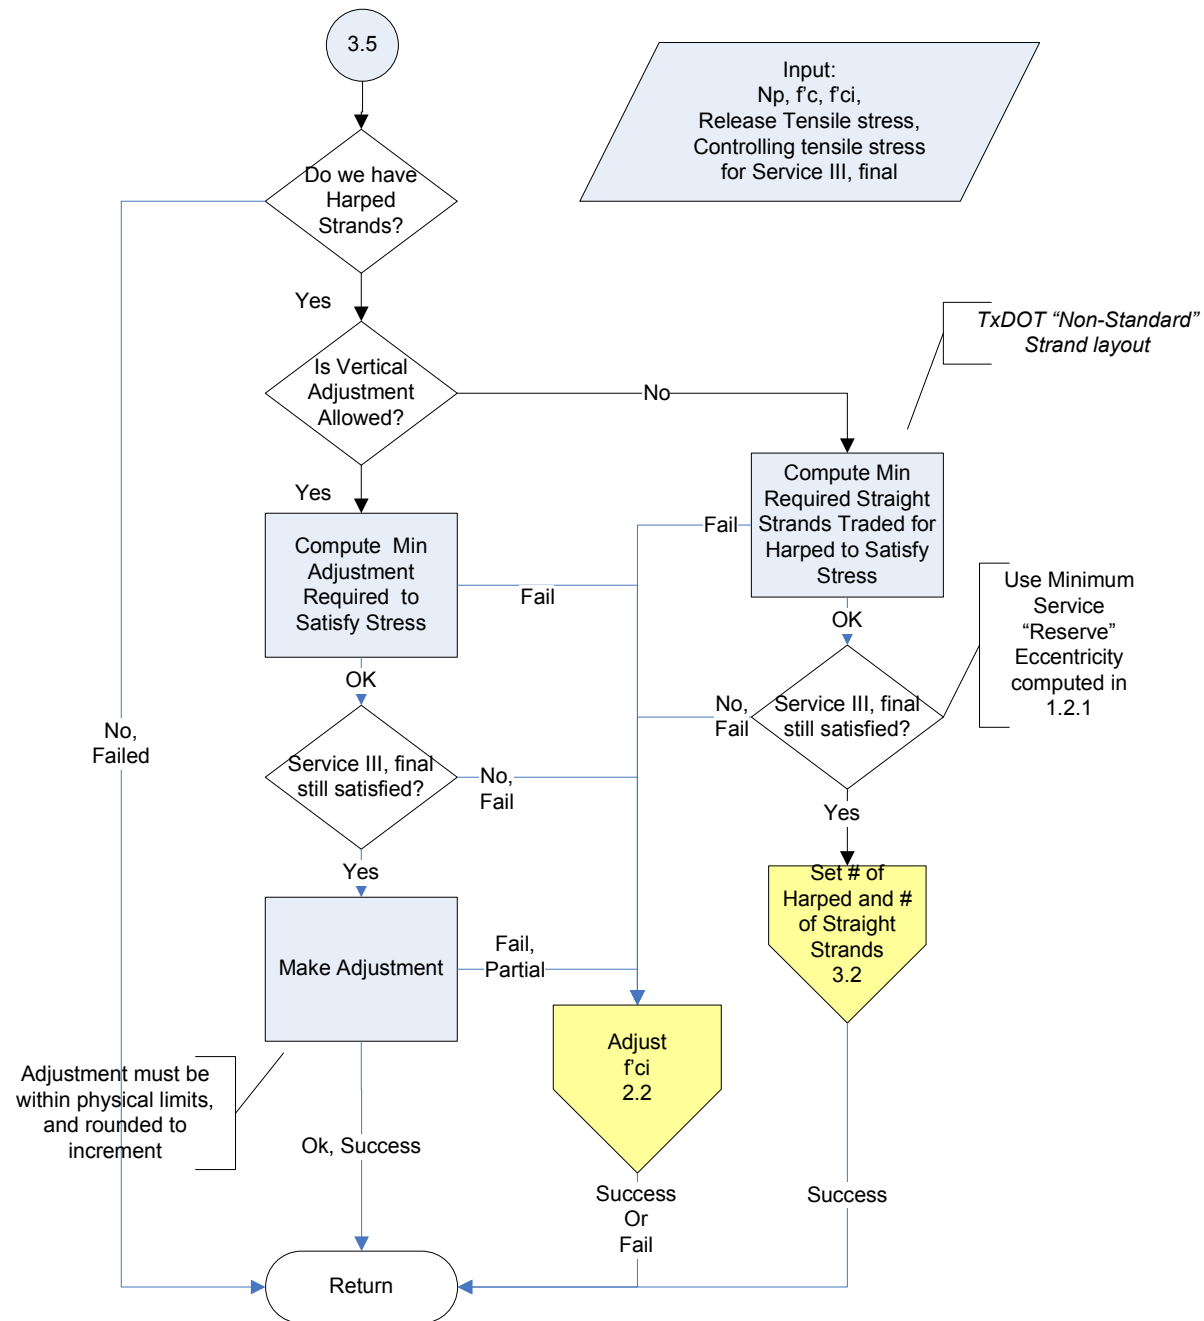 3.5
Input:
Np, f'c, f'ci,
Release Tensile stress,
Controlling tensile stress
for Service III, final
Do we have
Harped
Strands?
Yes
No,
Failed
Is Vertical
Adjustment
Allowed?
No
Yes
TxDOT “Non-Standard”
Strand layout
Compute Min
Required Straight
Strands Traded for
Harped to Satisfy
Stress
Fail
OK
Compute Min
Adjustment
Required to
Satisfy Stress
Fail
OK
Use Minimum
Service
“Reserve”
Eccentricity
computed in
1.2.1
Service III, final
still satisfied?
No,
Fail
Yes
Service III, final
still satisfied?
No,
Fail
Yes
Set # of
Harped and #
of Straight
Strands
3.2
Make Adjustment
Fail,
Partial
Adjust
f'ci
2.2
Adjustment must be
within physical limits,
and rounded to
increment
Ok, Success
Success
Or
Fail
Success
Return